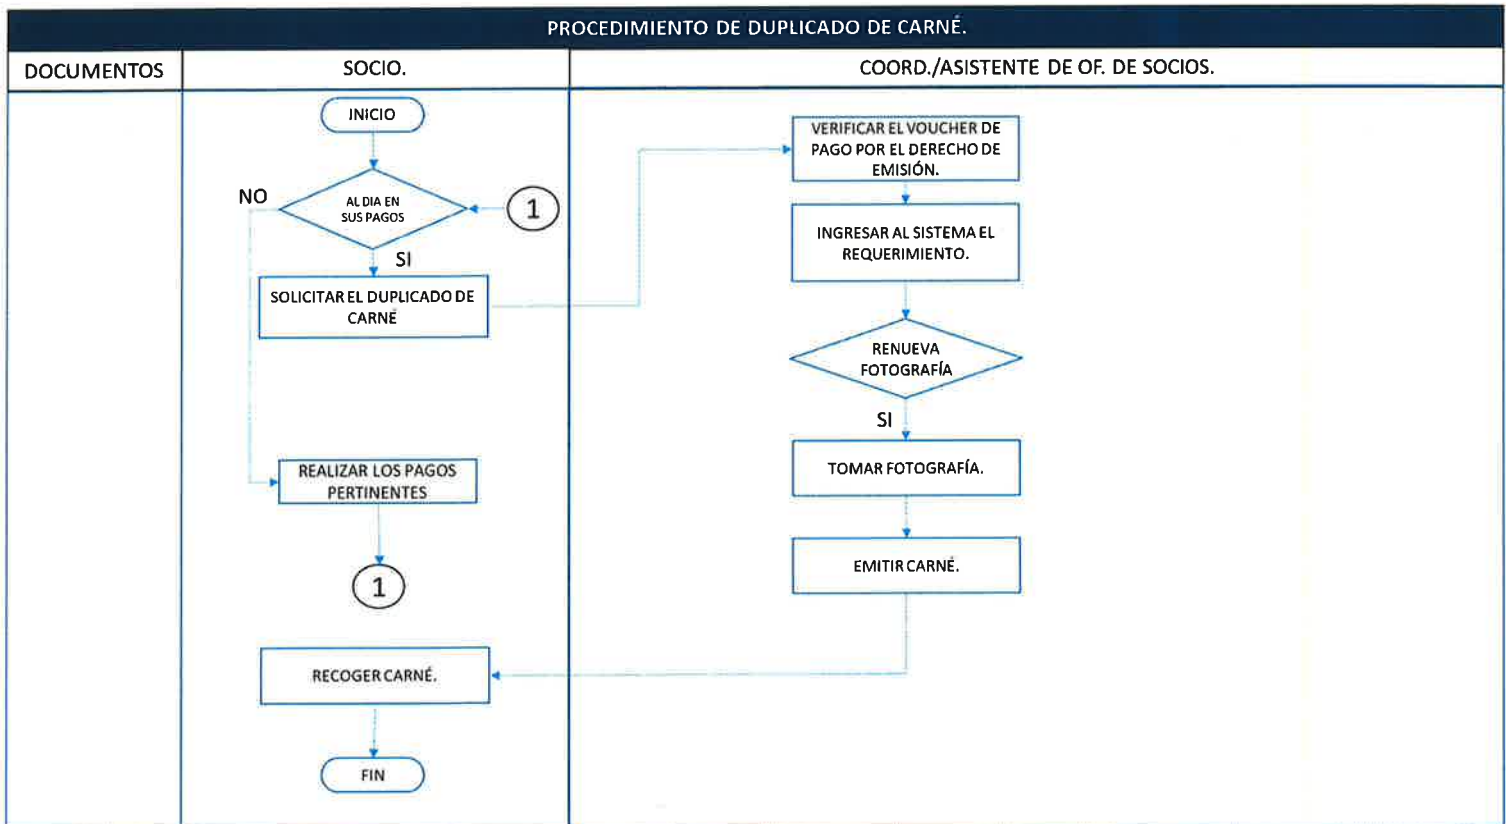 PROCEDIMIENTO DE DUPLICADO DE CARNÉ.
DOCUMENTOS
SOCIO.
COORD./ASISTENTE DE OF. DE SOCIOS.
INICIO
NO
AL DIA EN
SUS PAGOS
1
SI
SOLICITAR EL DUPLICADO DE
CARNÉ
REALIZAR LOS PAGOS
PERTINENTES
1
RECOGER CARNÉ.
FIN
VERIFICAR EL VOUCHER DE
PAGO POR EL DERECHO DE
EMISIÓN.
INGRESAR AL SISTEMA EL
REQUERIMIENTO.
RENUEVA
FOTOGRAFÍA
SI
TOMAR FOTOGRAFÍA.
EMITIR CARNÉ.